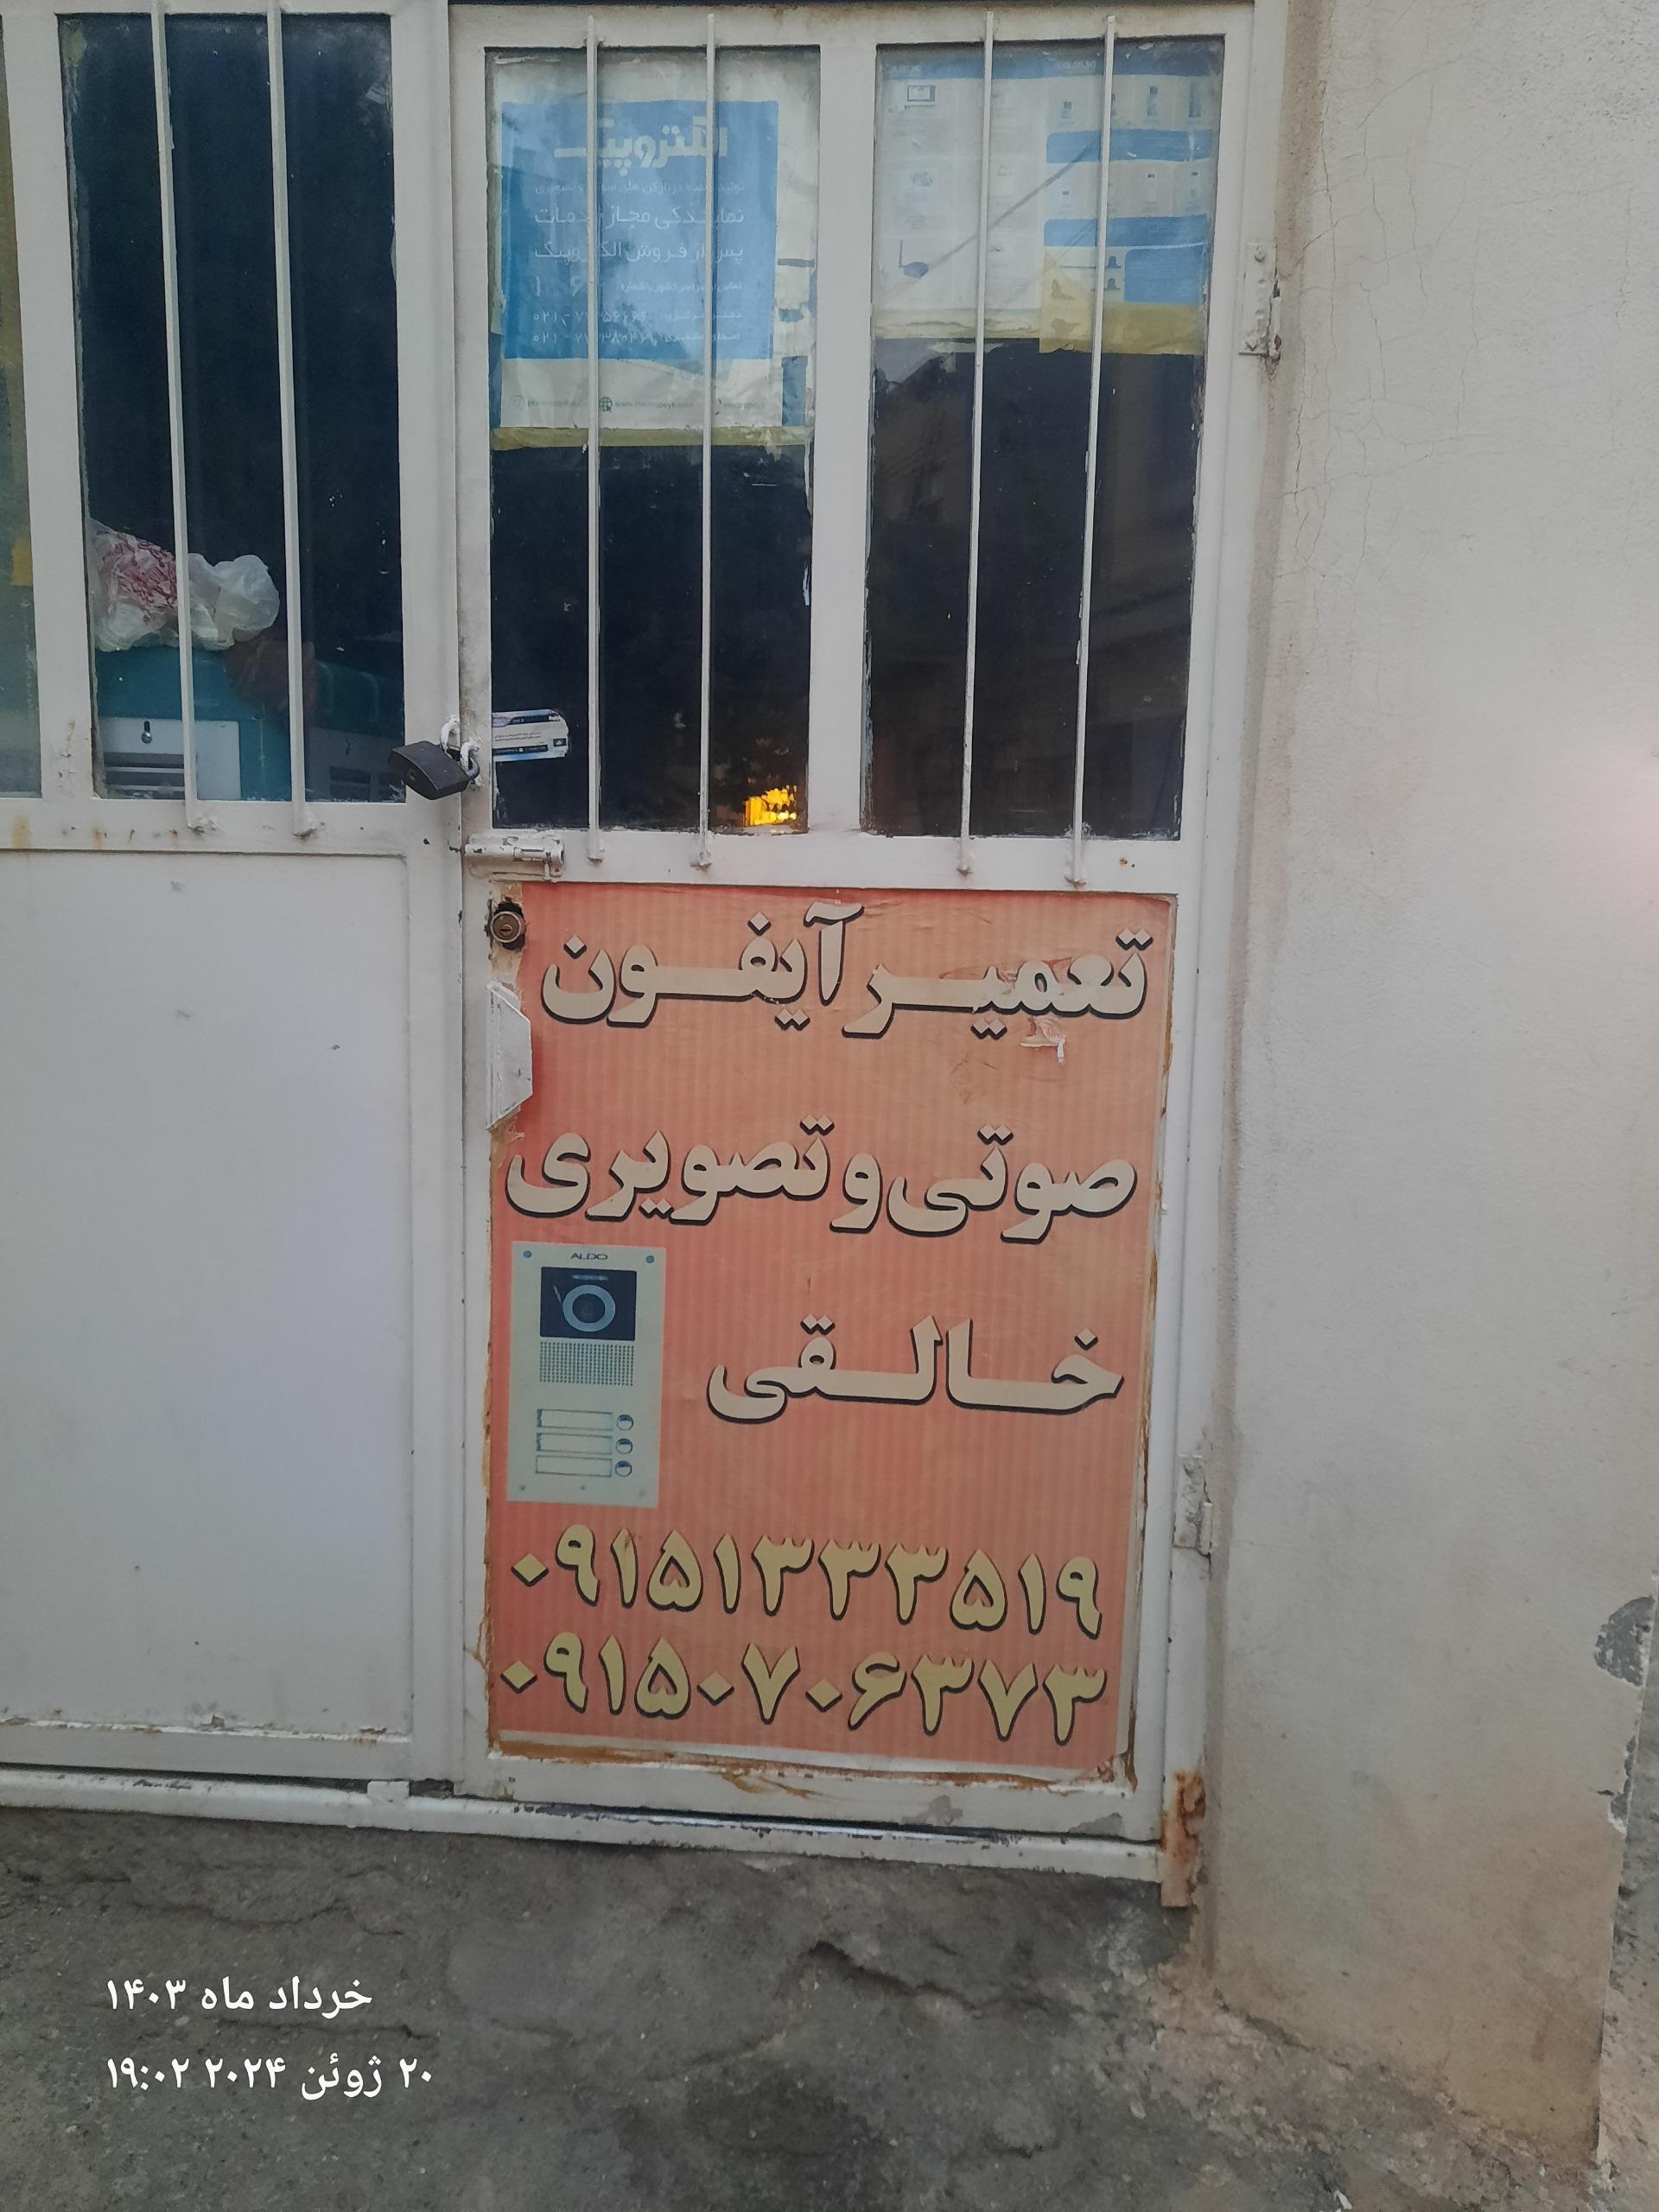 الکتروپیک
نمایندگی مجاز خدمات
پس از فروش الکتروپیک
تعمیر آیفون
صوتی و تصویری
ALDO
خالقی
۰۹۱۵۱۳۳۳۵۱۹
۰۹۱۵۰۷۰۶۳۷۳
خرداد ماه ۱۴۰۳
۲۰ ژوئن ۲۰۲۴ ۱۹:۰۲